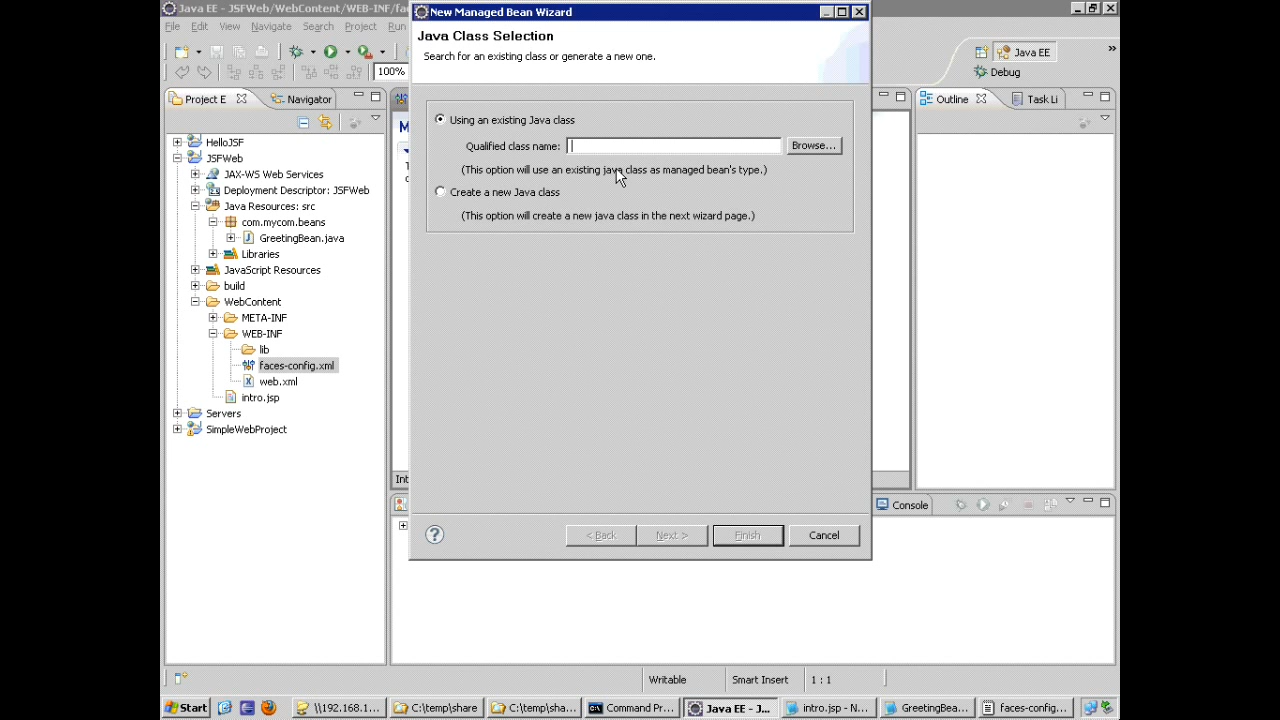 Java EE - JSFWeb/WebContent/WEB-INF/fa
New Managed Bean Wizard
File Edit View Navigate Search Project Run
Java Class Selection
Search for an existing class or generate a new one.
Java EE
»
100%
Debug
Project E
Navigator
Outline
Task Li
Using an existing Java class
Qualified class name:
Browse...
(This option will use an existing java class as managed bean's type.)
Create a new Java class
(This option will create a new java class in the next wizard page.)
HelloJSF
JSFWeb
JAX-WS Web Services
Deployment Descriptor: JSFWeb
Java Resources: src
com.mycom.beans
GreetingBean.java
Libraries
JavaScript Resources
build
WebContent
META-INF
WEB-INF
lib
faces-config.xml
web.xml
intro.jsp
Servers
SimpleWebProject
Int
Console
< Back
Next >
Finish
Cancel
Writable
Smart Insert
1 : 1
Start
\\192.168.1...
C:\temp\share
C:\temp\sha...
Command Pr...
Java EE - J...
intro.jsp - N...
GreetingBea...
faces-config...